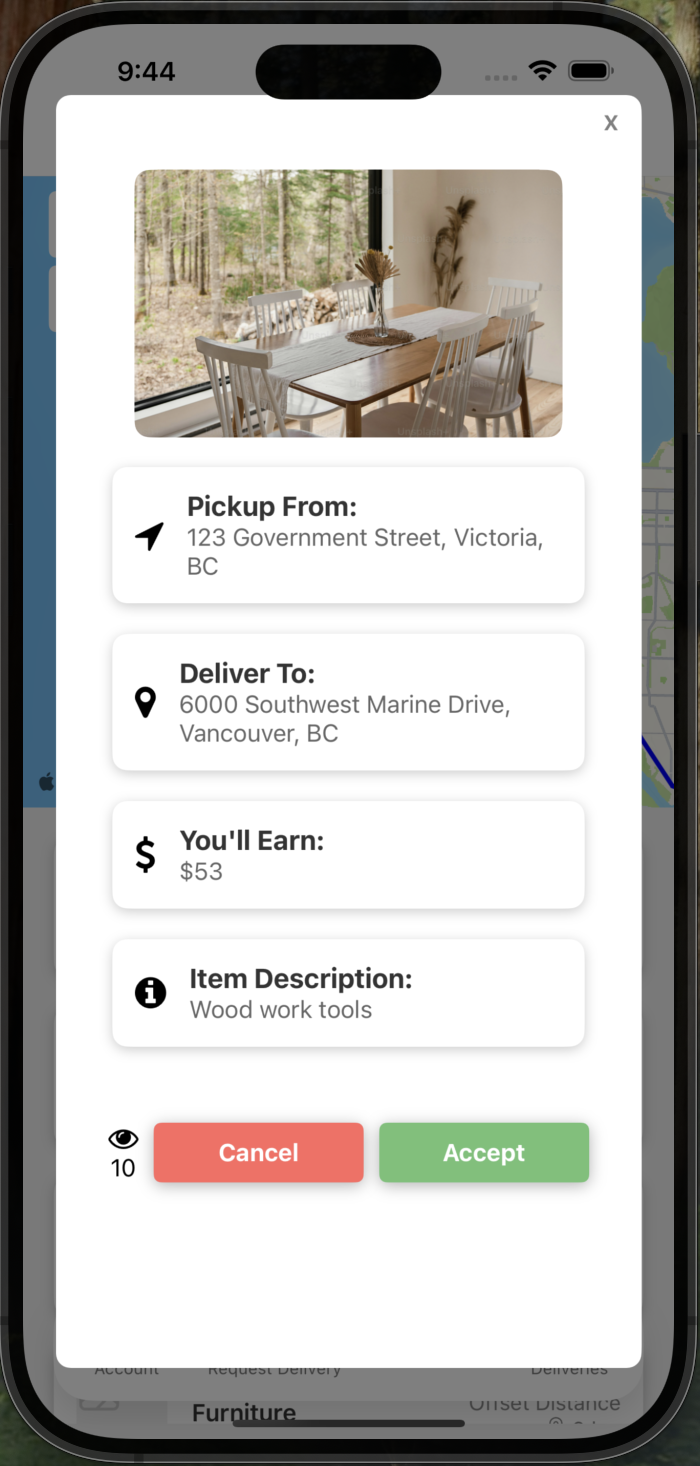 9:44
X
Pickup From:
123 Government Street, Victoria,
BC
Deliver To:
6000 Southwest Marine Drive,
Vancouver, BC
You'll Earn:
$53
Item Description:
Wood work tools
10
Cancel
Accept
Account Request Delivery Deliveries
Furniture
Offset Distance